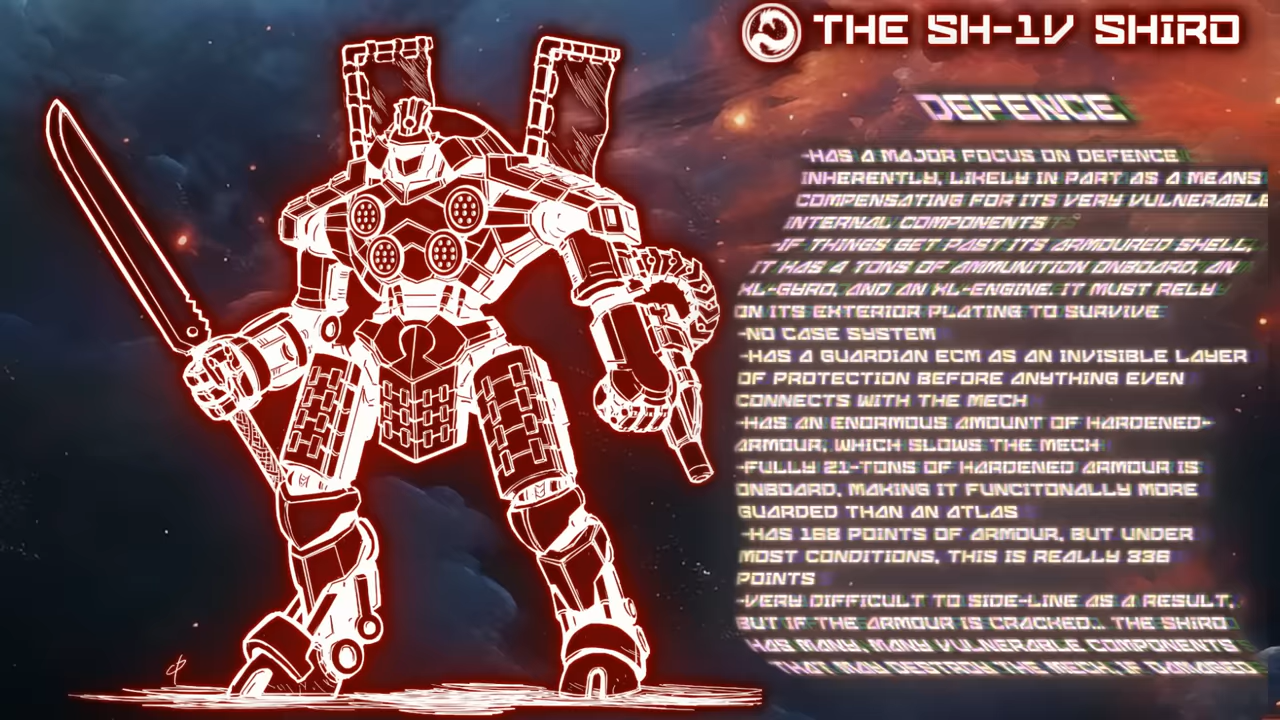 THE SH-1V SHIRO
DEFENCE
-HAS A MAJOR FOCUS ON DEFENCE
INHERENTLY, LIKELY IN PART AS A MEANS
COMPENSATING FOR ITS VERY VULNERABLE
INTERNAL COMPONENTS
-IF THINGS GET PAST ITS ARMOURED SHELL,
IT HAS A TONS OF AMMUNITION ONBOARD, AN
XL-GYRO, AND AN XL-ENGINE. IT MUST RELY
ON ITS EXTERIOR PLATING TO SURVIVE
-NO CASE SYSTEM
-HAS A GUARDIAN ECM AS AN INVISIBLE LAYER
OF PROTECTION BEFORE ANYTHING EVEN
CONNECTS WITH THE MECH
-HAS AN ENORMOUS AMOUNT OF HARDENED-
ARMOUR, WHICH SLOWS THE MECH
-FULLY 21-TONS OF HARDENED ARMOUR IS
ONBOARD, MAKING IT FUNCITONALLY MORE
GUARDED THAN AN ATLAS
-HAS 168 POINTS OF ARMOUR, BUT UNDER
MOST CONDITIONS, THIS IS REALLY 336
POINTS
-VERY DIFFICULT TO SIDE-LINE AS A RESULT,
BUT IF THE ARMOUR IS CRACKED... THE SHIRO
HAS MANY, MANY VULNERABLE COMPONENTS
THAT MAY DESTROY THE MECH, IF DAMAGED